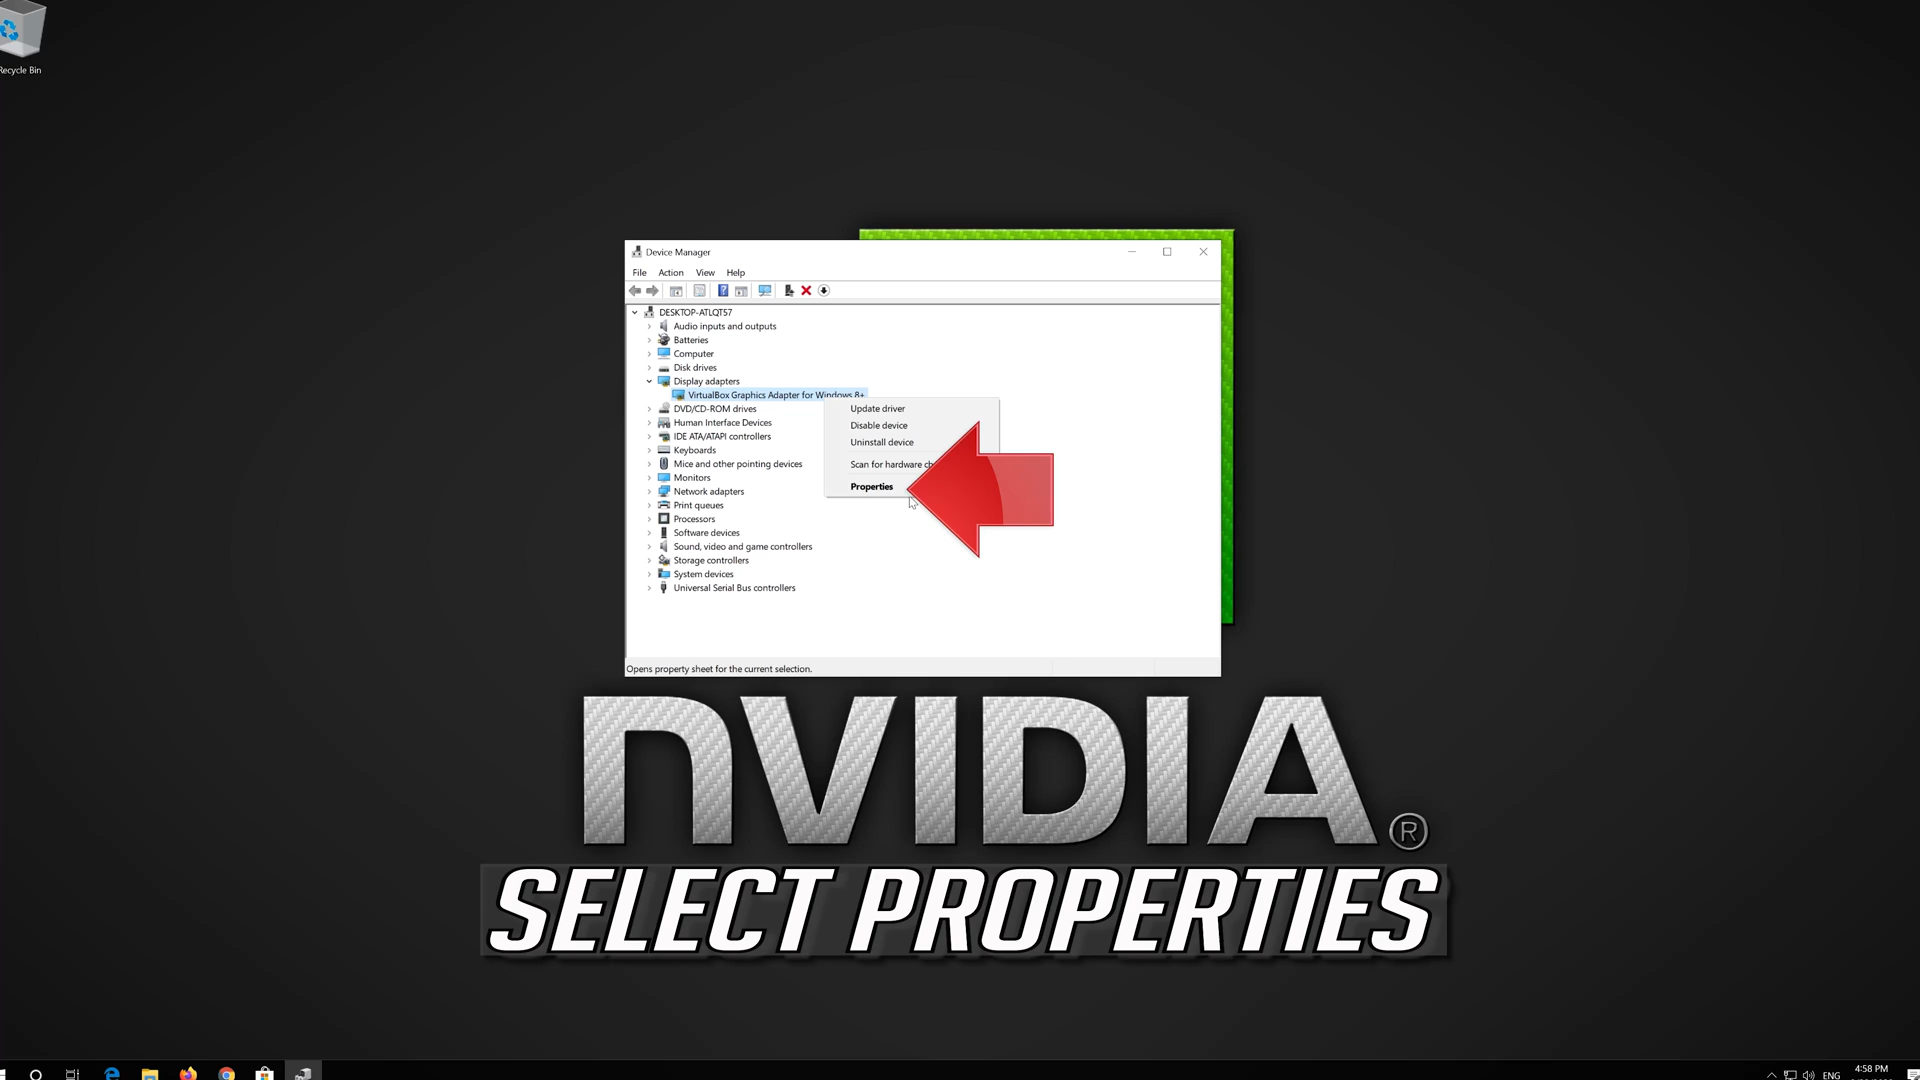 Recycle Bin
Device Manager
File Action View Help
DESKTOP-ATLQT57
Audio inputs and outputs
Batteries
Computer
Disk drives
Display adapters
VirtualBox Graphics Adapter for Windows 8+
DVD/CD-ROM drives
Human Interface Devices
IDE ATA/ATAPI controllers
Keyboards
Mice and other pointing devices
Monitors
Network adapters
Print queues
Processors
Software devices
Sound, video and game controllers
Storage controllers
System devices
Universal Serial Bus controllers
Update driver
Disable device
Uninstall device
Scan for hardware
Properties
Opens property sheet for the current selection.
nVIDIA®
SELECT PROPERTIES
ENG
4:58 PM